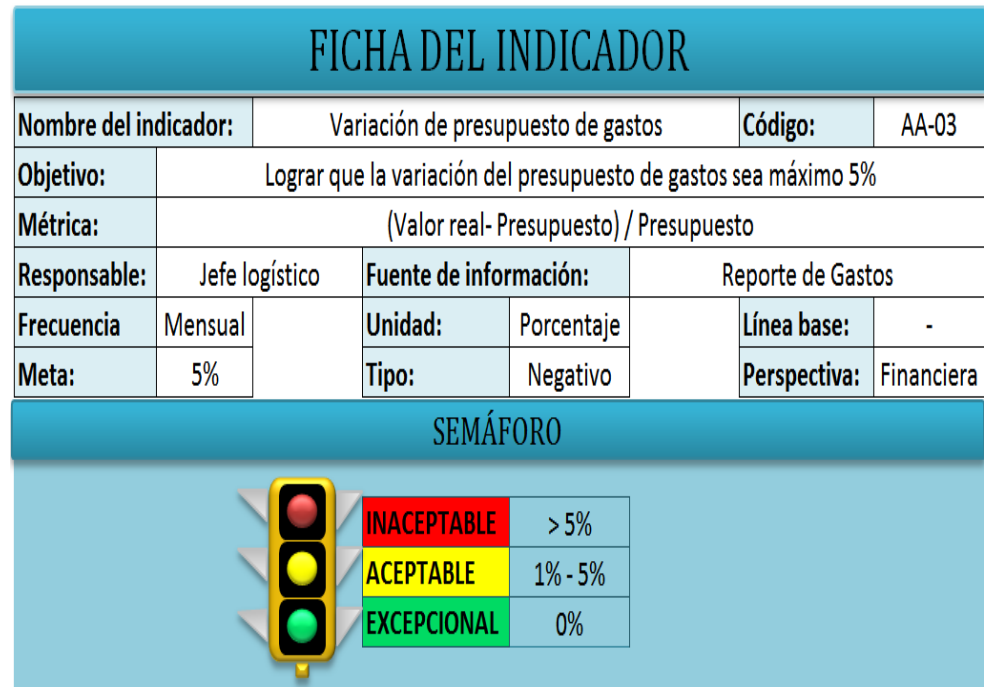 FICHA DEL INDICADOR
Nombre del indicador: Variación de presupuesto de gastos Código: AA-03
Objetivo: Lograr que la variación del presupuesto de gastos sea máximo 5%
Métrica: (Valor real- Presupuesto) / Presupuesto
Responsable: Jefe logístico Fuente de información: Reporte de Gastos
Frecuencia Mensual Unidad: Porcentaje Línea base: -
Meta: 5% Tipo: Negativo Perspectiva: Financiera
SEMÁFORO
INACEPTABLE > 5%
ACEPTABLE 1% - 5%
EXCEPCIONAL 0%